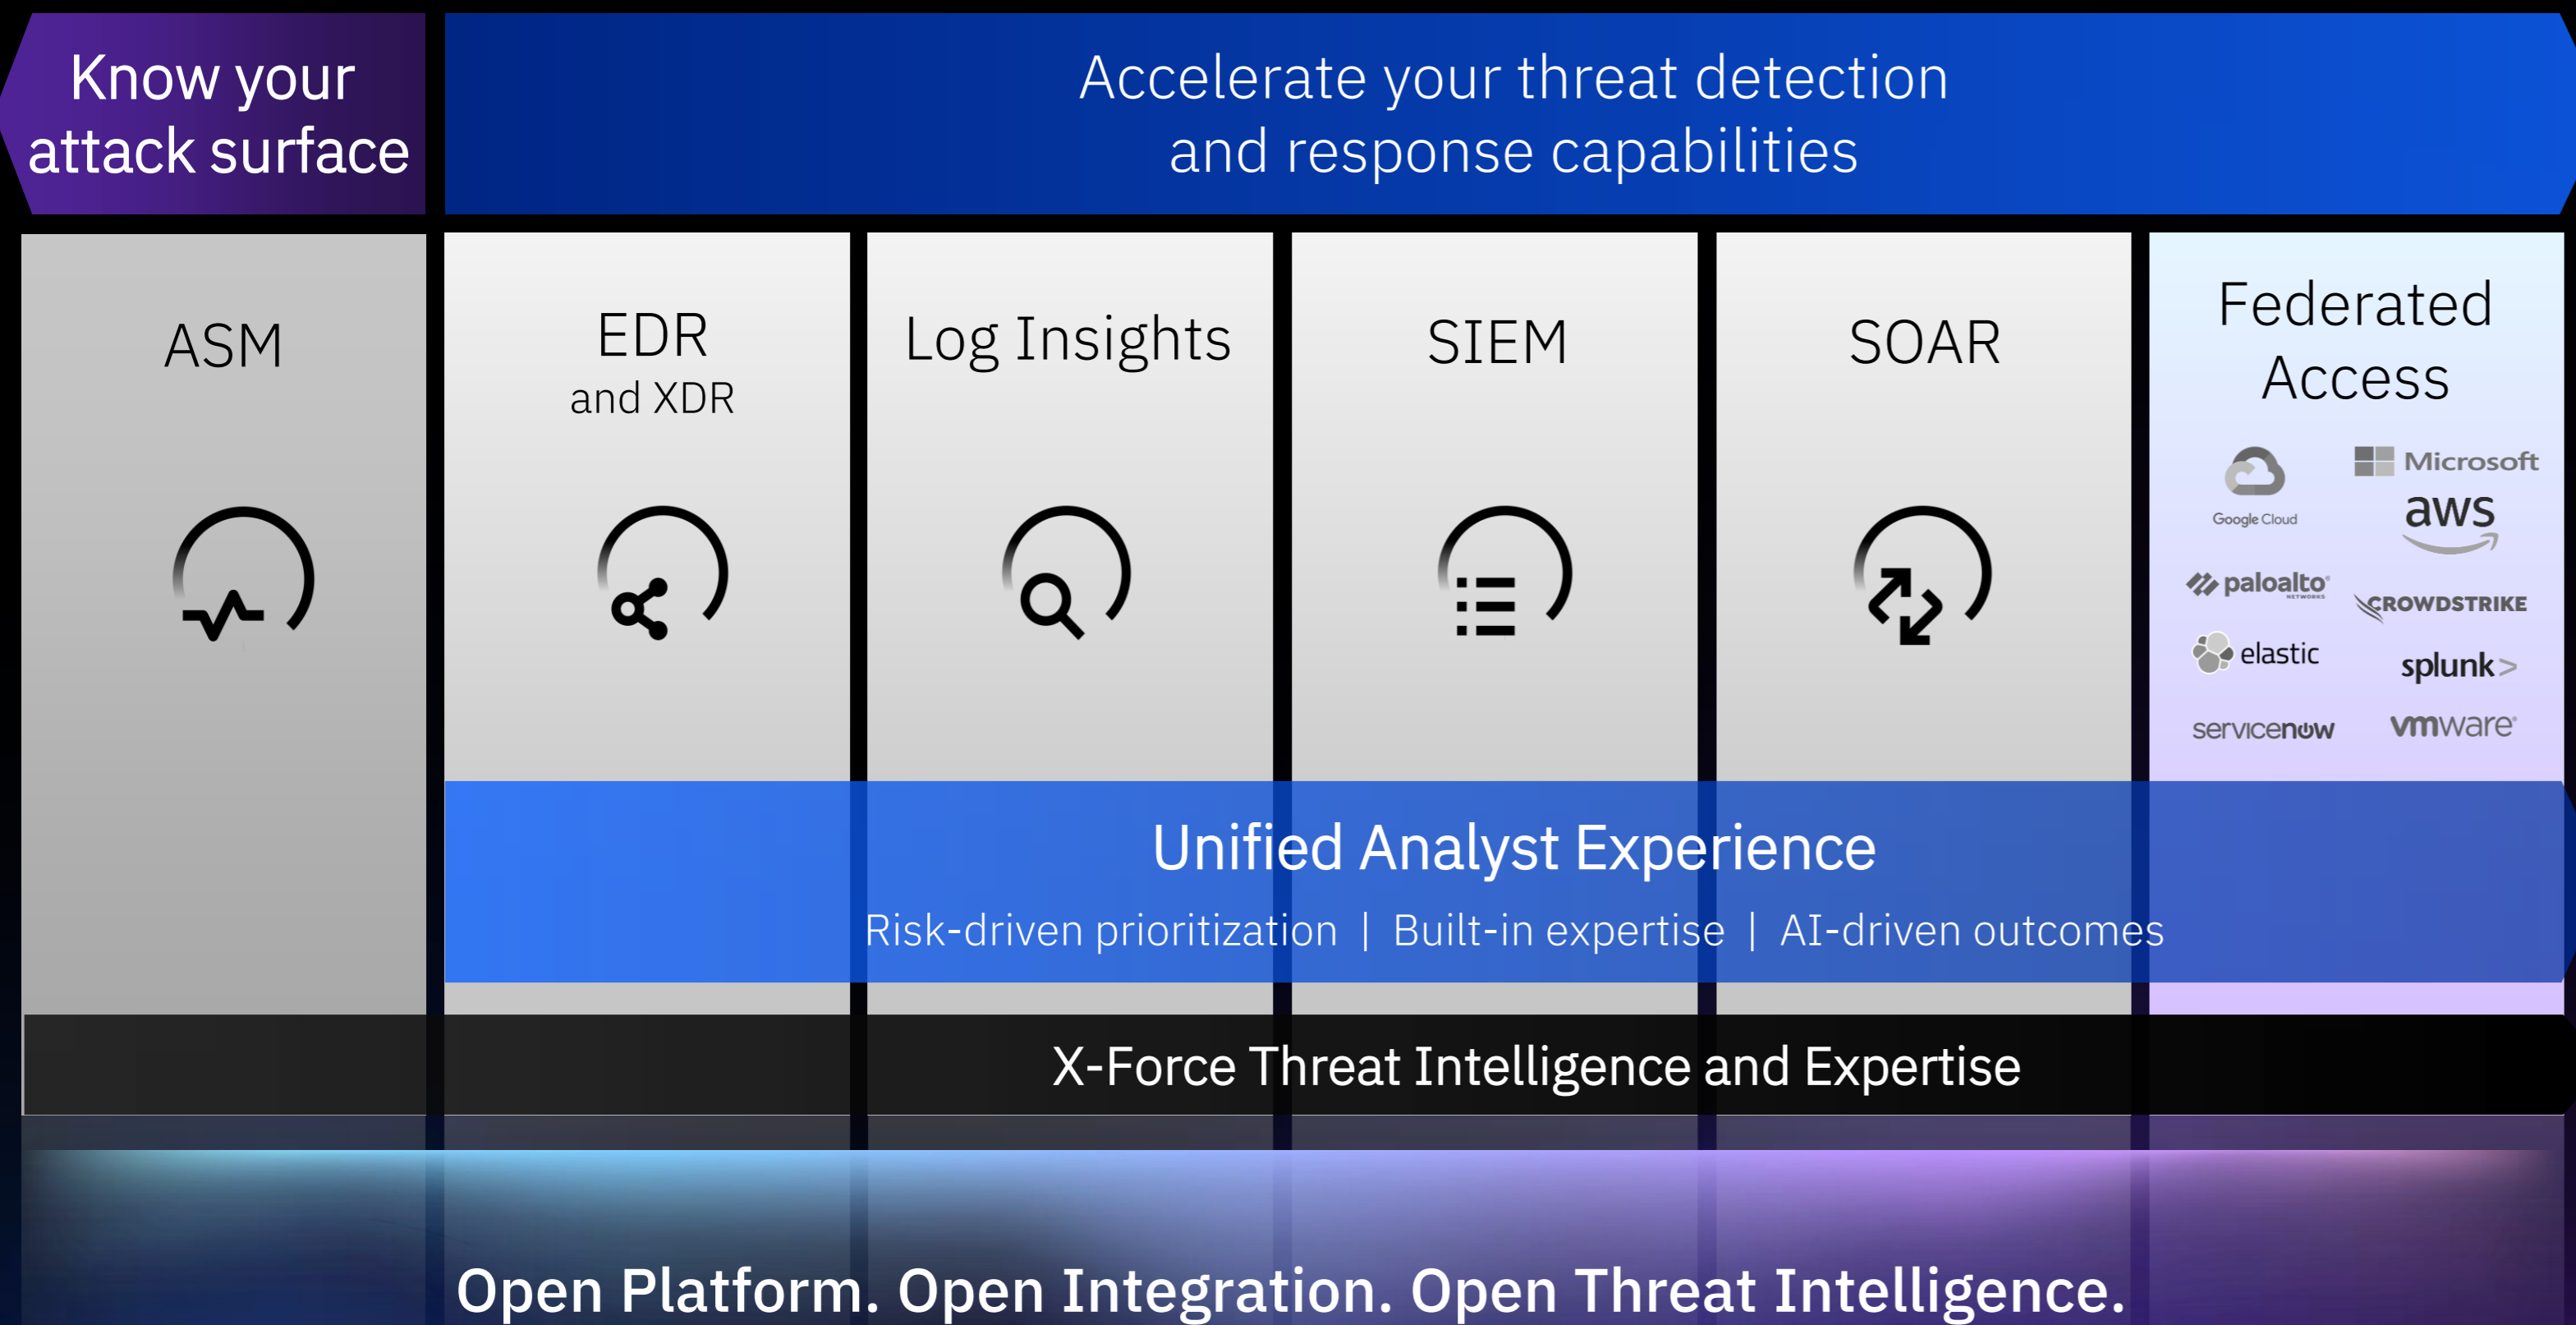 Know your
attack surface
Accelerate your threat detection
and response capabilities
ASM
EDR
and XDR
Log Insights
SIEM
SOAR
Federated
Access
Google Cloud
Microsoft
aws
paloalto
NETWORKS
CROWDSTRIKE
elastic
splunk>
servicenow
vmware
Unified Analyst Experience
Risk-driven prioritization | Built-in expertise | AI-driven outcomes
X-Force Threat Intelligence and Expertise
Open Platform. Open Integration. Open Threat Intelligence.